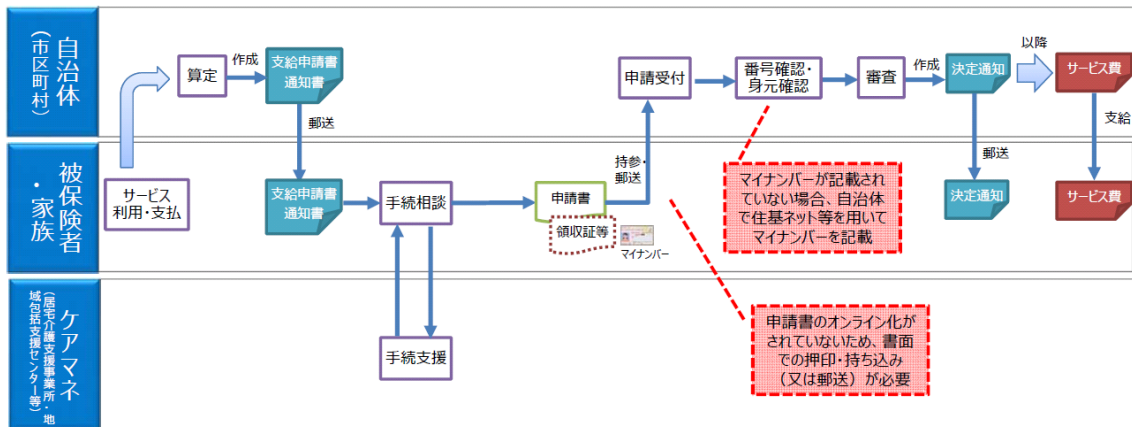 自治体
（市区町村）
算定
作成
支給申請書
通知書
郵送
申請受付
番号確認・
身元確認
審査
作成
決定通知
以降
サービス費
支給
郵送
被保険者
・家族
サービス
利用・支払
支給申請書
通知書
手続相談
申請書
領収証等
マイナンバー
持参・
郵送
マイナンバーが記載され
ていない場合、自治体
で住基ネット等を用いて
マイナンバーを記載
決定通知
サービス費
ケアマネ
（居宅介護支援事業所・地
域包括支援センター等）
手続支援
申請書のオンライン化が
されていないため、書面
での押印・持ち込み
（又は郵送）が必要